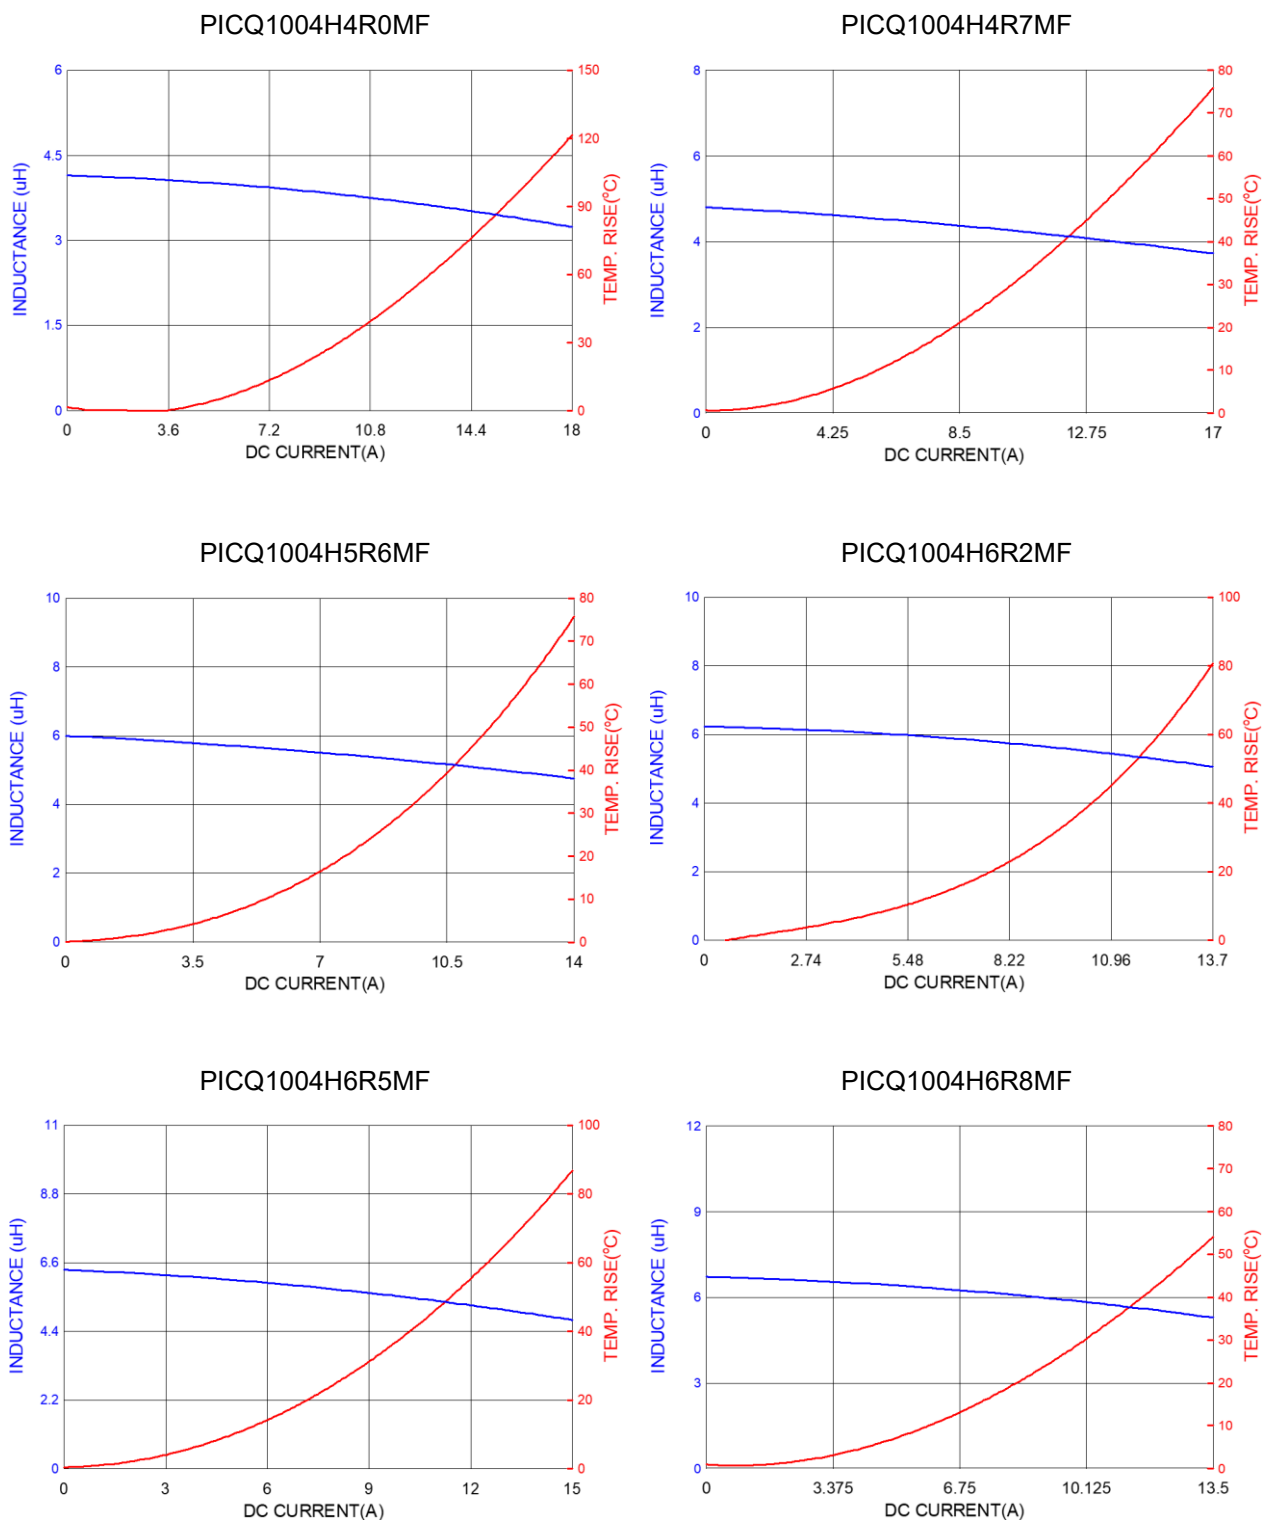 PICQ1004H4R0MF
INDUCTANCE (uH)
6
4.5
3
1.5
0
150
120
90
60
30
0
TEMP. RISE(ºC)
0 3.6 7.2 10.8 14.4 18
DC CURRENT(A)
PICQ1004H4R7MF
INDUCTANCE (uH)
8
6
4
2
0
80
70
60
50
40
30
20
10
0
TEMP. RISE(ºC)
0 4.25 8.5 12.75 17
DC CURRENT(A)
PICQ1004H5R6MF
INDUCTANCE (uH)
10
8
6
4
2
0
80
70
60
50
40
30
20
10
0
TEMP. RISE(ºC)
0 3.5 7 10.5 14
DC CURRENT(A)
PICQ1004H6R2MF
INDUCTANCE (uH)
10
8
6
4
2
0
100
80
60
40
20
0
TEMP. RISE(ºC)
0 2.74 5.48 8.22 10.96 13.7
DC CURRENT(A)
PICQ1004H6R5MF
INDUCTANCE (uH)
11
8.8
6.6
4.4
2.2
0
100
80
60
40
20
0
TEMP. RISE(ºC)
0 3 6 9 12 15
DC CURRENT(A)
PICQ1004H6R8MF
INDUCTANCE (uH)
12
9
6
3
0
80
70
60
50
40
30
20
10
0
TEMP. RISE(ºC)
0 3.375 6.75 10.125 13.5
DC CURRENT(A)